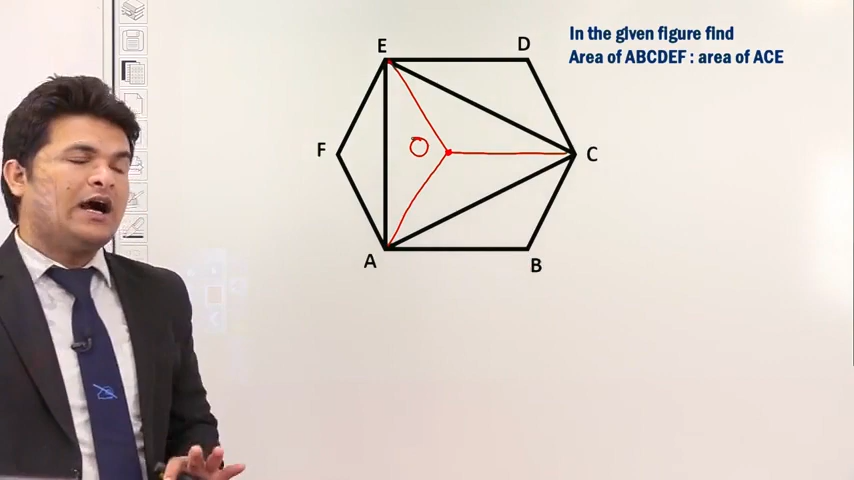 In the given figure find
Area of ABCDEF : area of ACE
E
D
F
O
C
A
B